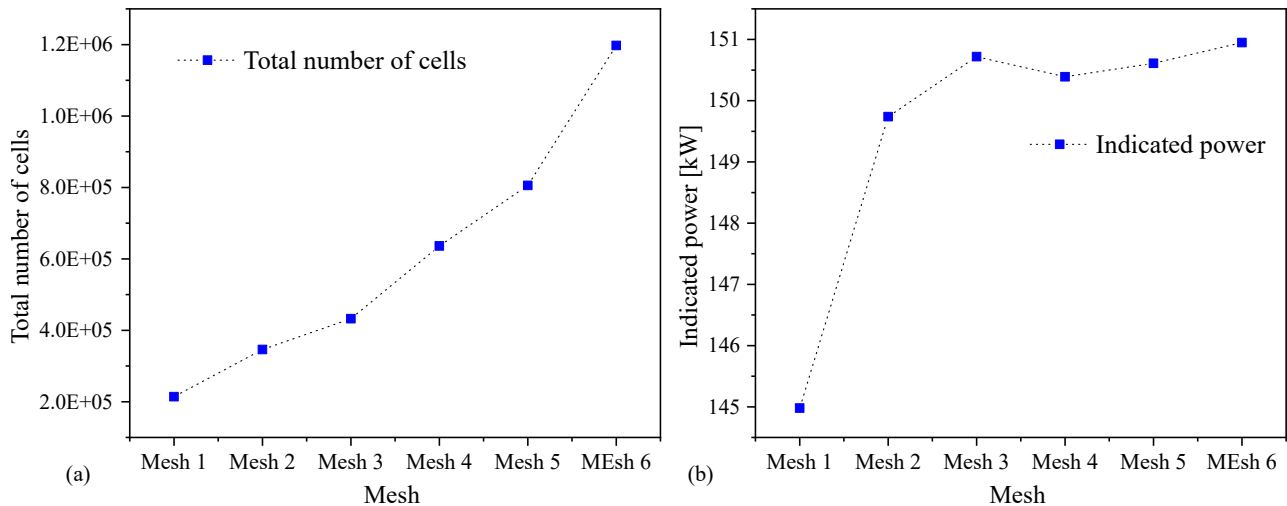 Total number of cells
1.2E+06
1.0E+06
8.0E+05
6.0E+05
4.0E+05
2.0E+05
Total number of cells
Mesh 1 Mesh 2 Mesh 3 Mesh 4 Mesh 5 MEsh 6
(a)
Mesh
Indicated power [kW]
151
150
149
148
147
146
145
Indicated power
Mesh 1 Mesh 2 Mesh 3 Mesh 4 Mesh 5 MEsh 6
(b)
Mesh